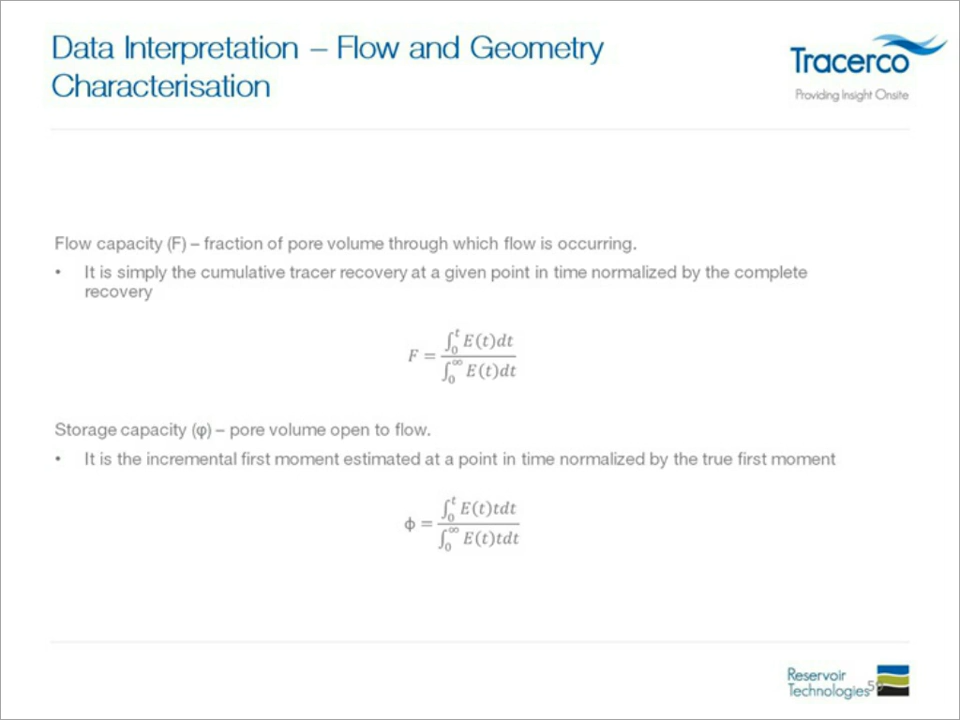 Data Interpretation – Flow and Geometry
Characterisation
Tracerco
Providing Insight Onsite
Flow capacity (F) – fraction of pore volume through which flow is occurring.
• It is simply the cumulative tracer recovery at a given point in time normalized by the complete
recovery
F = ∫₀ᵗ E(t)dt / ∫₀^∞ E(t)dt
Storage capacity (φ) – pore volume open to flow.
• It is the incremental first moment estimated at a point in time normalized by the true first moment
ϕ = ∫₀ᵗ E(t)tdt / ∫₀^∞ E(t)tdt
Reservoir
Technologies